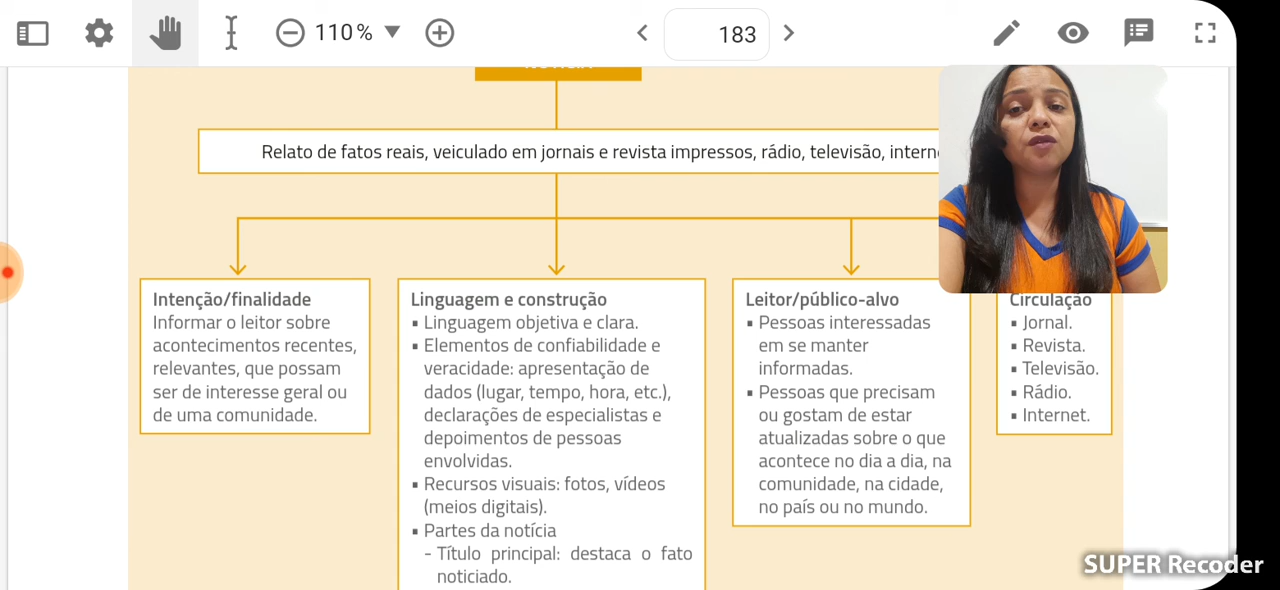 110%
183
Relato de fatos reais, veiculado em jornais e revista impressos, rádio, televisão,
Intenção/finalidade
Informar o leitor sobre
acontecimentos recentes,
relevantes, que possam
ser de interesse geral ou
de uma comunidade.
Linguagem e construção
▪ Linguagem objetiva e clara.
▪ Elementos de confiabilidade e
veracidade: apresentação de
dados (lugar, tempo, hora, etc.),
declarações de especialistas e
depoimentos de pessoas
envolvidas.
▪ Recursos visuais: fotos, vídeos
(meios digitais).
▪ Partes da notícia
- Título principal: destaca o fato
noticiado.
Leitor/público-alvo
▪ Pessoas interessadas
em se manter
informadas.
▪ Pessoas que precisam
ou gostam de estar
atualizadas sobre o que
acontece no dia a dia, na
comunidade, na cidade,
no país ou no mundo.
Circulação
▪ Jornal.
▪ Revista.
▪ Televisão.
▪ Rádio.
▪ Internet.
SUPER Recoder